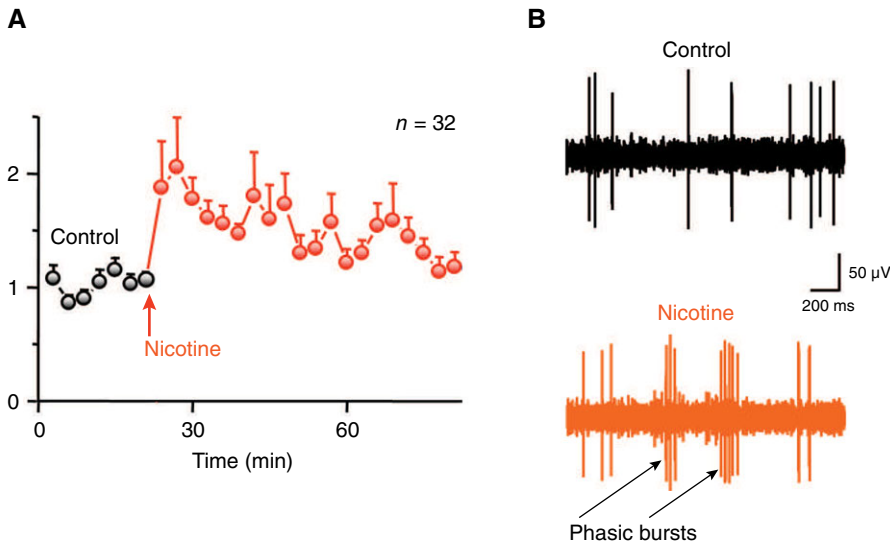 A
n = 32
2
Control
1
Nicotine
0
0
30
60
Time (min)
B
Control
50 µV
200 ms
Nicotine
Phasic bursts